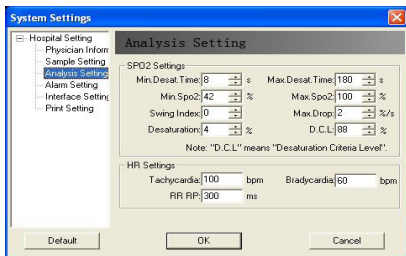 System Settings
Hospital Setting
Physician Inform
Sample Setting
Analysis Setting
Alarm Setting
Interface Setting
Print Setting
Analysis Setting
SPO2 Settings
Min.Desat.Time: 8 s Max.Desat.Time: 180 s
Min.Spo2: 42 % Max.Spo2: 100 %
Swing Index: 0 Max.Drop: 2 %/s
Desaturation: 4 % D.C.L: 88 %
Note: "D.C.L" means "Desaturation Criteria Level".
HR Settings
Tachycardia: 100 bpm Bradycardia: 60 bpm
RR RP: 300 ms
Default OK Cancel